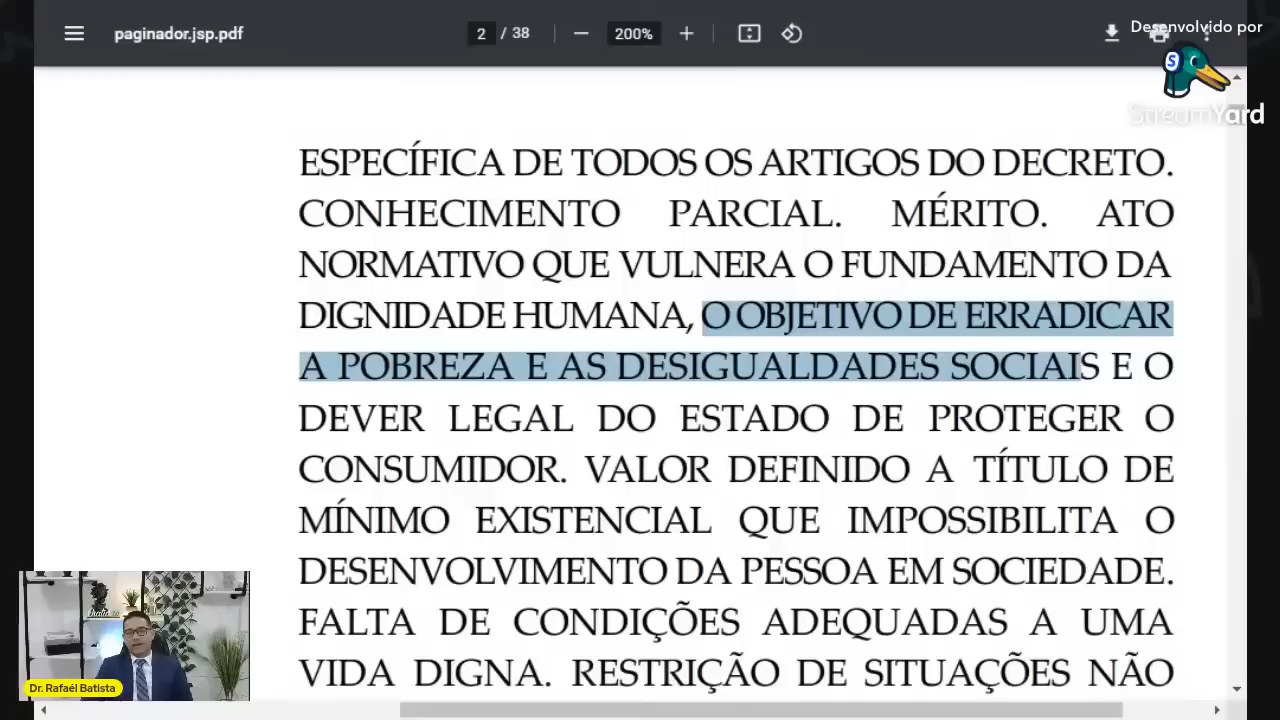 paginador.jsp.pdf
2 / 38
200%
Desenvolvido por
S
StreamYard
ESPECÍFICA DE TODOS OS ARTIGOS DO DECRETO.
CONHECIMENTO PARCIAL. MÉRITO. ATO
NORMATIVO QUE VULNERA O FUNDAMENTO DA
DIGNIDADE HUMANA, O OBJETIVO DE ERRADICAR
A POBREZA E AS DESIGUALDADES SOCIAIS E O
DEVER LEGAL DO ESTADO DE PROTEGER O
CONSUMIDOR. VALOR DEFINIDO A TÍTULO DE
MÍNIMO EXISTENCIAL QUE IMPOSSIBILITA O
DESENVOLVIMENTO DA PESSOA EM SOCIEDADE.
FALTA DE CONDIÇÕES ADEQUADAS A UMA
VIDA DIGNA. RESTRIÇÃO DE SITUAÇÕES NÃO
Dr. Rafaél Batista